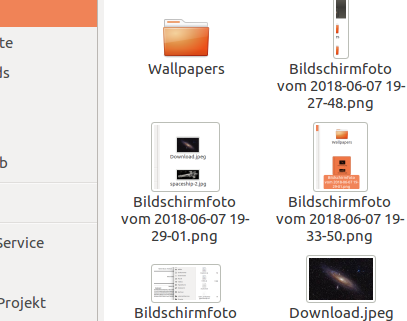 te
ds
Wallpapers
Bildschirmfoto
vom 2018-06-07 19-
27-48.png
b
Download.jpeg
spaceship-2.jpg
Wallpapers
Bildschirmfoto
vom 2018-06-07 19-
29-01.png
Bildschirmfoto
vom 2018-06-07 19-
33-50.png
Service
Projekt
Bildschirmfoto
Download.jpeg